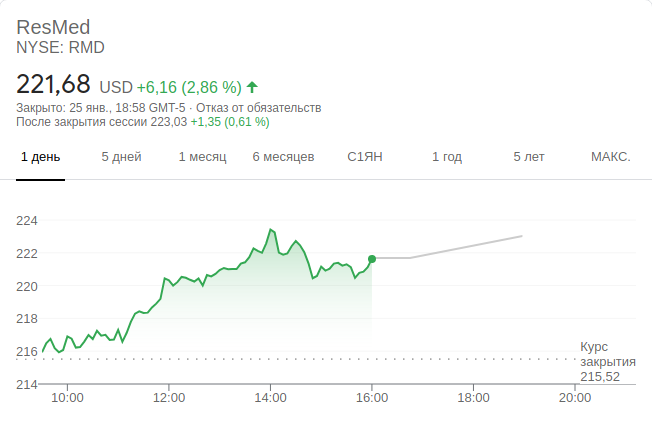 ResMed
NYSE: RMD
221,68 USD +6,16 (2,86 %)
Закрыто: 25 янв., 18:58 GMT-5 · Отказ от обязательств
После закрытия сессии 223,03 +1,35 (0,61 %)
1 день 5 дней 1 месяц 6 месяцев С1ЯН 1 год 5 лет МАКС.
224
222
220
218
216
214
Курс
закрытия
215,52
10:00 12:00 14:00 16:00 18:00 20:00